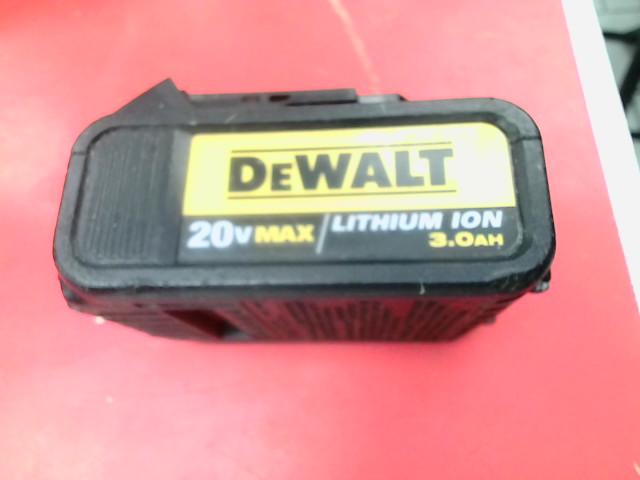 DEWALT
20V MAX / LITHIUM ION
3.0AH